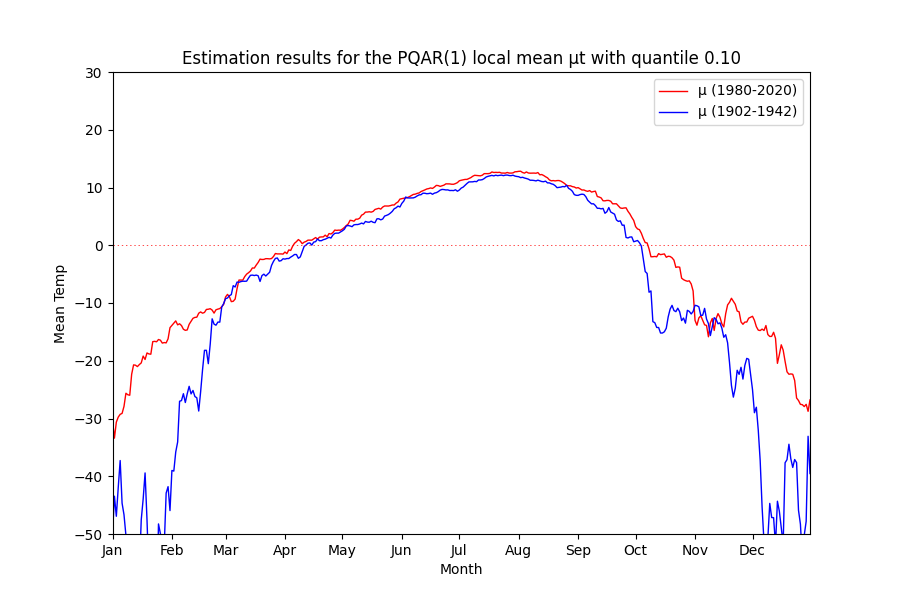 Estimation results for the PQAR(1) local mean μt with quantile 0.10
30
20
10
0
−10
−20
−30
−40
−50
Mean Temp
μ (1980-2020)
μ (1902-1942)
Jan Feb Mar Apr May Jun Jul Aug Sep Oct Nov Dec
Month